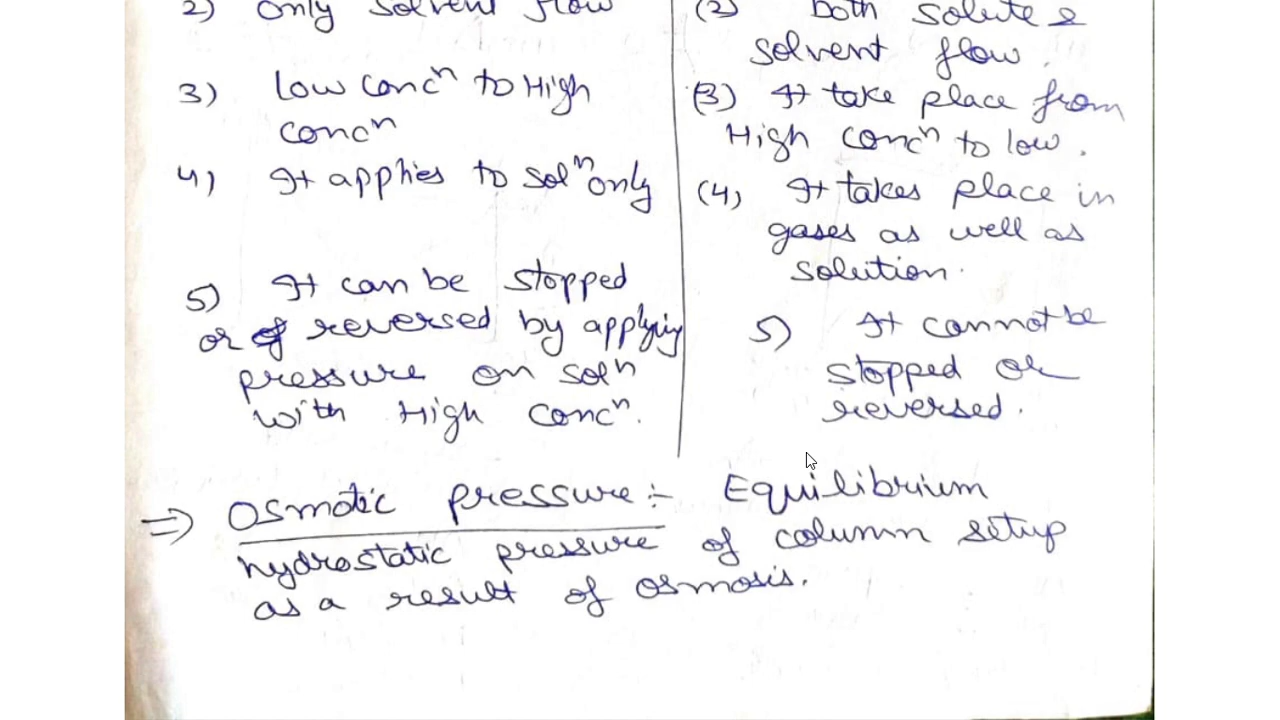 2) Only solvent flow
3) Low concⁿ to High
concⁿ
4) It applies to solⁿ only
5) It can be stopped
or of reversed by applying
pressure on solⁿ
with High concⁿ.
(2) both solute &
solvent flow.
(3) It take place from
High concⁿ to low.
(4) It takes place in
gases as well as
solution.
5) It cannot be
stopped or
reversed.
⇒ Osmotic pressure :- Equilibrium
hydrostatic pressure of column setup
as a result of osmosis.